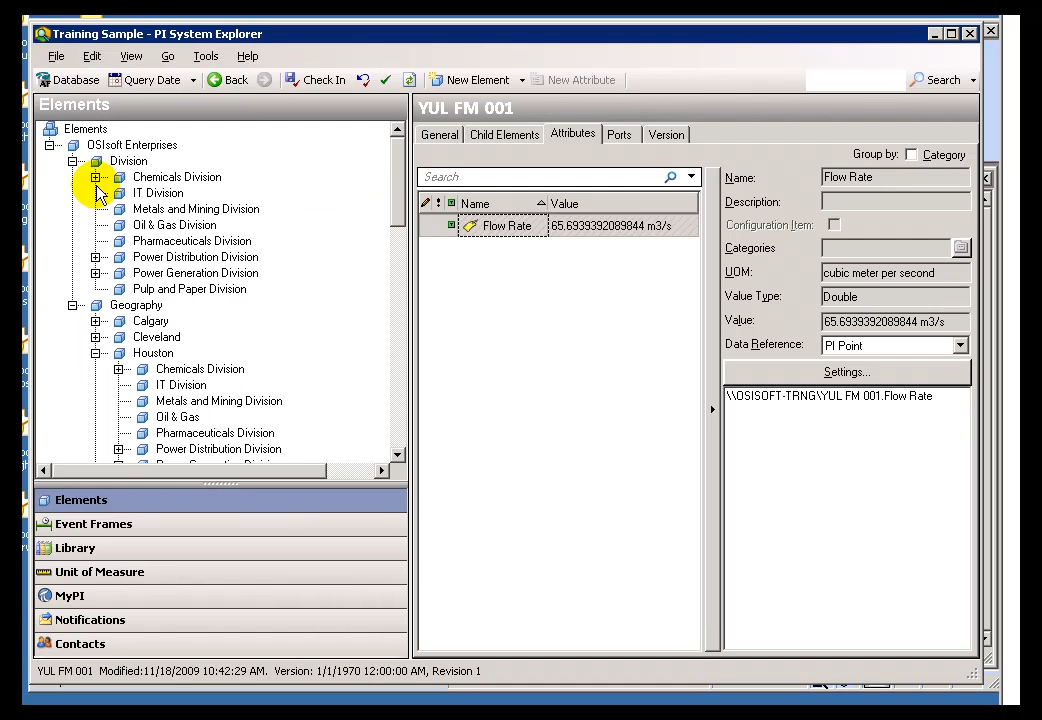 Training Sample - PI System Explorer
File Edit View Go Tools Help
Database Query Date Back Check In New Element New Attribute Search
Elements
YUL FM 001
Elements
OSIsoft Enterprises
Division
Chemicals Division
IT Division
Metals and Mining Division
Oil & Gas Division
Pharmaceuticals Division
Power Distribution Division
Power Generation Division
Pulp and Paper Division
Geography
Calgary
Cleveland
Houston
Chemicals Division
IT Division
Metals and Mining Division
Oil & Gas
Pharmaceuticals Division
Power Distribution Division
Elements
Event Frames
Library
Unit of Measure
MyPI
Notifications
Contacts
General Child Elements Attributes Ports Version
Group by: Category
Search
Name Value
Flow Rate 65.6939392089844 m3/s
Name: Flow Rate
Description:
Configuration Item:
Categories
UOM: cubic meter per second
Value Type: Double
Value: 65.6939392089844 m3/s
Data Reference: PI Point
Settings...
\\OSISOFT-TRNG\YUL FM 001.Flow Rate
YUL FM 001 Modified:11/18/2009 10:42:29 AM. Version: 1/1/1970 12:00:00 AM, Revision 1